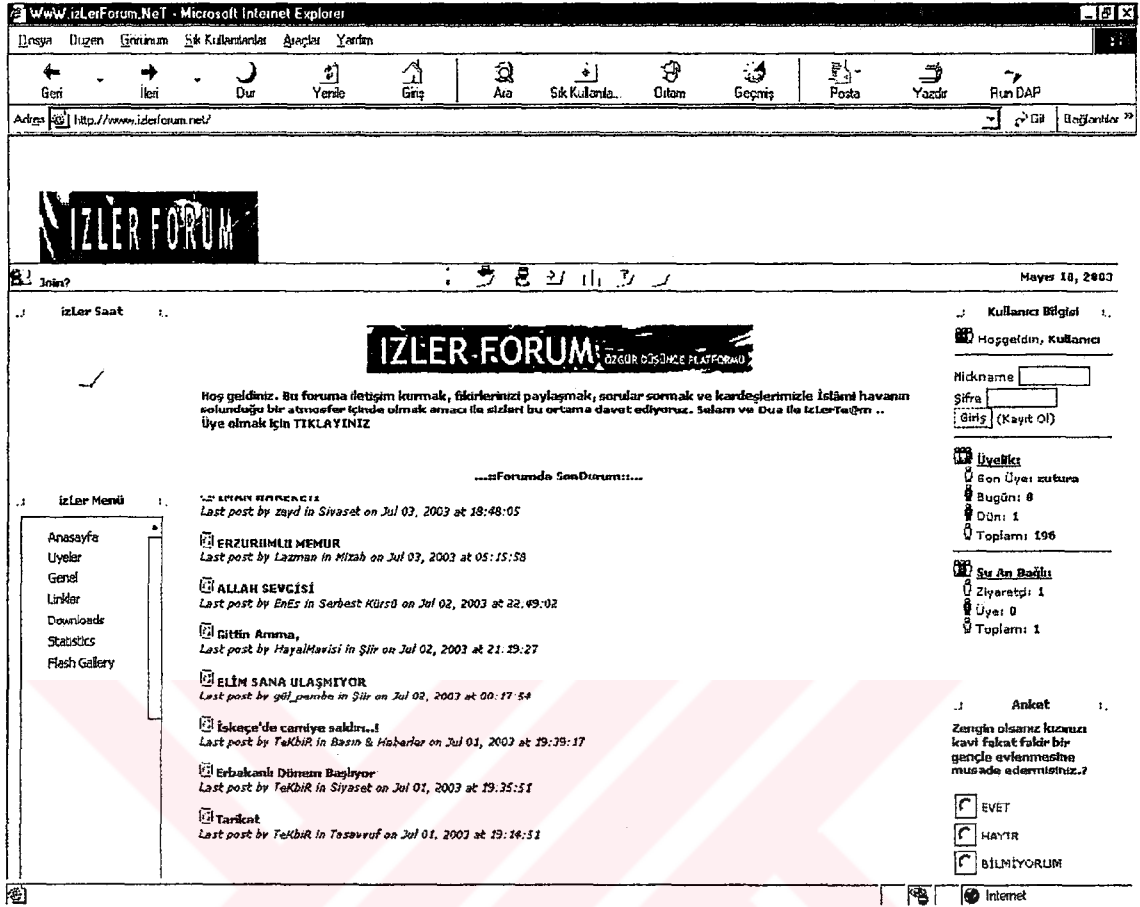 WwW.izLerForum.NeT - Microsoft Internet Explorer
Dosya Düzen Görünüm Sık Kullanılanlar Araçlar Yardım
Geri İleri Dur Yenile Giriş Ara Sık Kullanıla... Ortam Geçmiş Posta Yazdır Run DAP
Adres http://www.izlerforum.net/ Git Bağlantılar »
IZLER FORUM
Join?
Mayıs 10, 2003
izLer Saat
IZLER-FORUM ÖZGÜR DÜŞÜNCE PLATFORMU
Hoş geldiniz. Bu foruma iletişim kurmak, fikirlerinizi paylaşmak, sorular sormak ve kardeşlerimizle İslâmi havanın
solunduğu bir atmosfer içinde olmak amacı ile sizleri bu ortama davet ediyoruz. Selam ve Dua ile izLerTe@m ..
Üye olmak için TIKLAYINIZ
...::Forumda SonDurum::...
izLer Menü
Anasayfa
Uyeler
Genel
Linkler
Downloads
Statistics
Flash Gallery
İMAN HAREKETİ
Last post by zeyd in Siyaset on Jul 03, 2003 at 18:48:05
ERZURUMLU MEMUR
Last post by Lazman in Mizah on Jul 03, 2003 at 05:15:58
ALLAH SEVGİSİ
Last post by EnEs in Serbest Kürsü on Jul 02, 2003 at 22:49:02
Gittin Amma,
Last post by HayalMavisi in Şiir on Jul 02, 2003 at 21:19:27
ELİM SANA ULAŞMIYOR
Last post by gül_pembe in Şiir on Jul 02, 2003 at 00:17:54
İskeçe'de camiye saldırı..!
Last post by TeKbiR in Basın & Haberler on Jul 01, 2003 at 19:39:17
Erbakanlı Dönem Başlıyor
Last post by TeKbiR in Siyaset on Jul 01, 2003 at 19:35:51
Tarikat
Last post by TeKbiR in Tasavvuf on Jul 01, 2003 at 19:14:51
Kullanıcı Bilgisi
Hoşgeldin, Kullanıcı
Nickname
Şifre
Giriş (Kayıt Ol)
Üyelik:
Son Üye: zutura
Bugün: 8
Dün: 1
Toplam: 196
Şu An Bağlı:
Ziyaretçi: 1
Üye: 0
Toplam: 1
Anket
Zengin olsanız kızınızı
kavi fakat fakir bir
gençle evlenmesine
musade edermisiniz.?
EVET
HAYIR
BİLMİYORUM
Internet